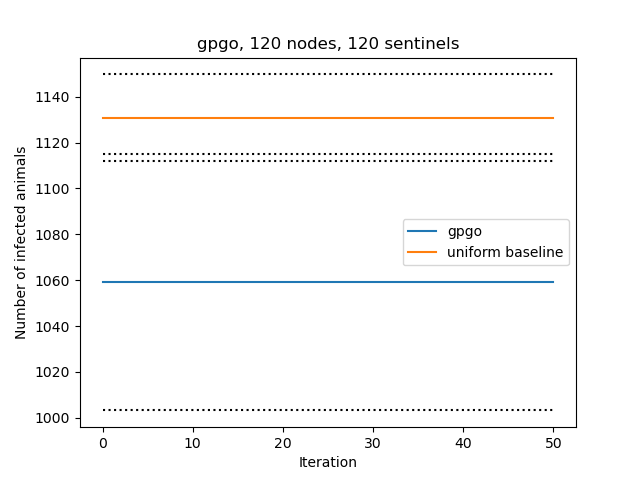 gpgo, 120 nodes, 120 sentinels
Number of infected animals
1140
1120
1100
1080
1060
1040
1020
1000
gpgo
uniform baseline
0 10 20 30 40 50
Iteration